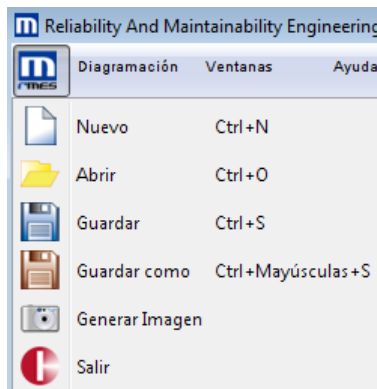 m Reliability And Maintainability Engineering
m rmes Diagramación Ventanas Ayuda
Nuevo Ctrl+N
Abrir Ctrl+O
Guardar Ctrl+S
Guardar como Ctrl+Mayúsculas+S
Generar Imagen
Salir